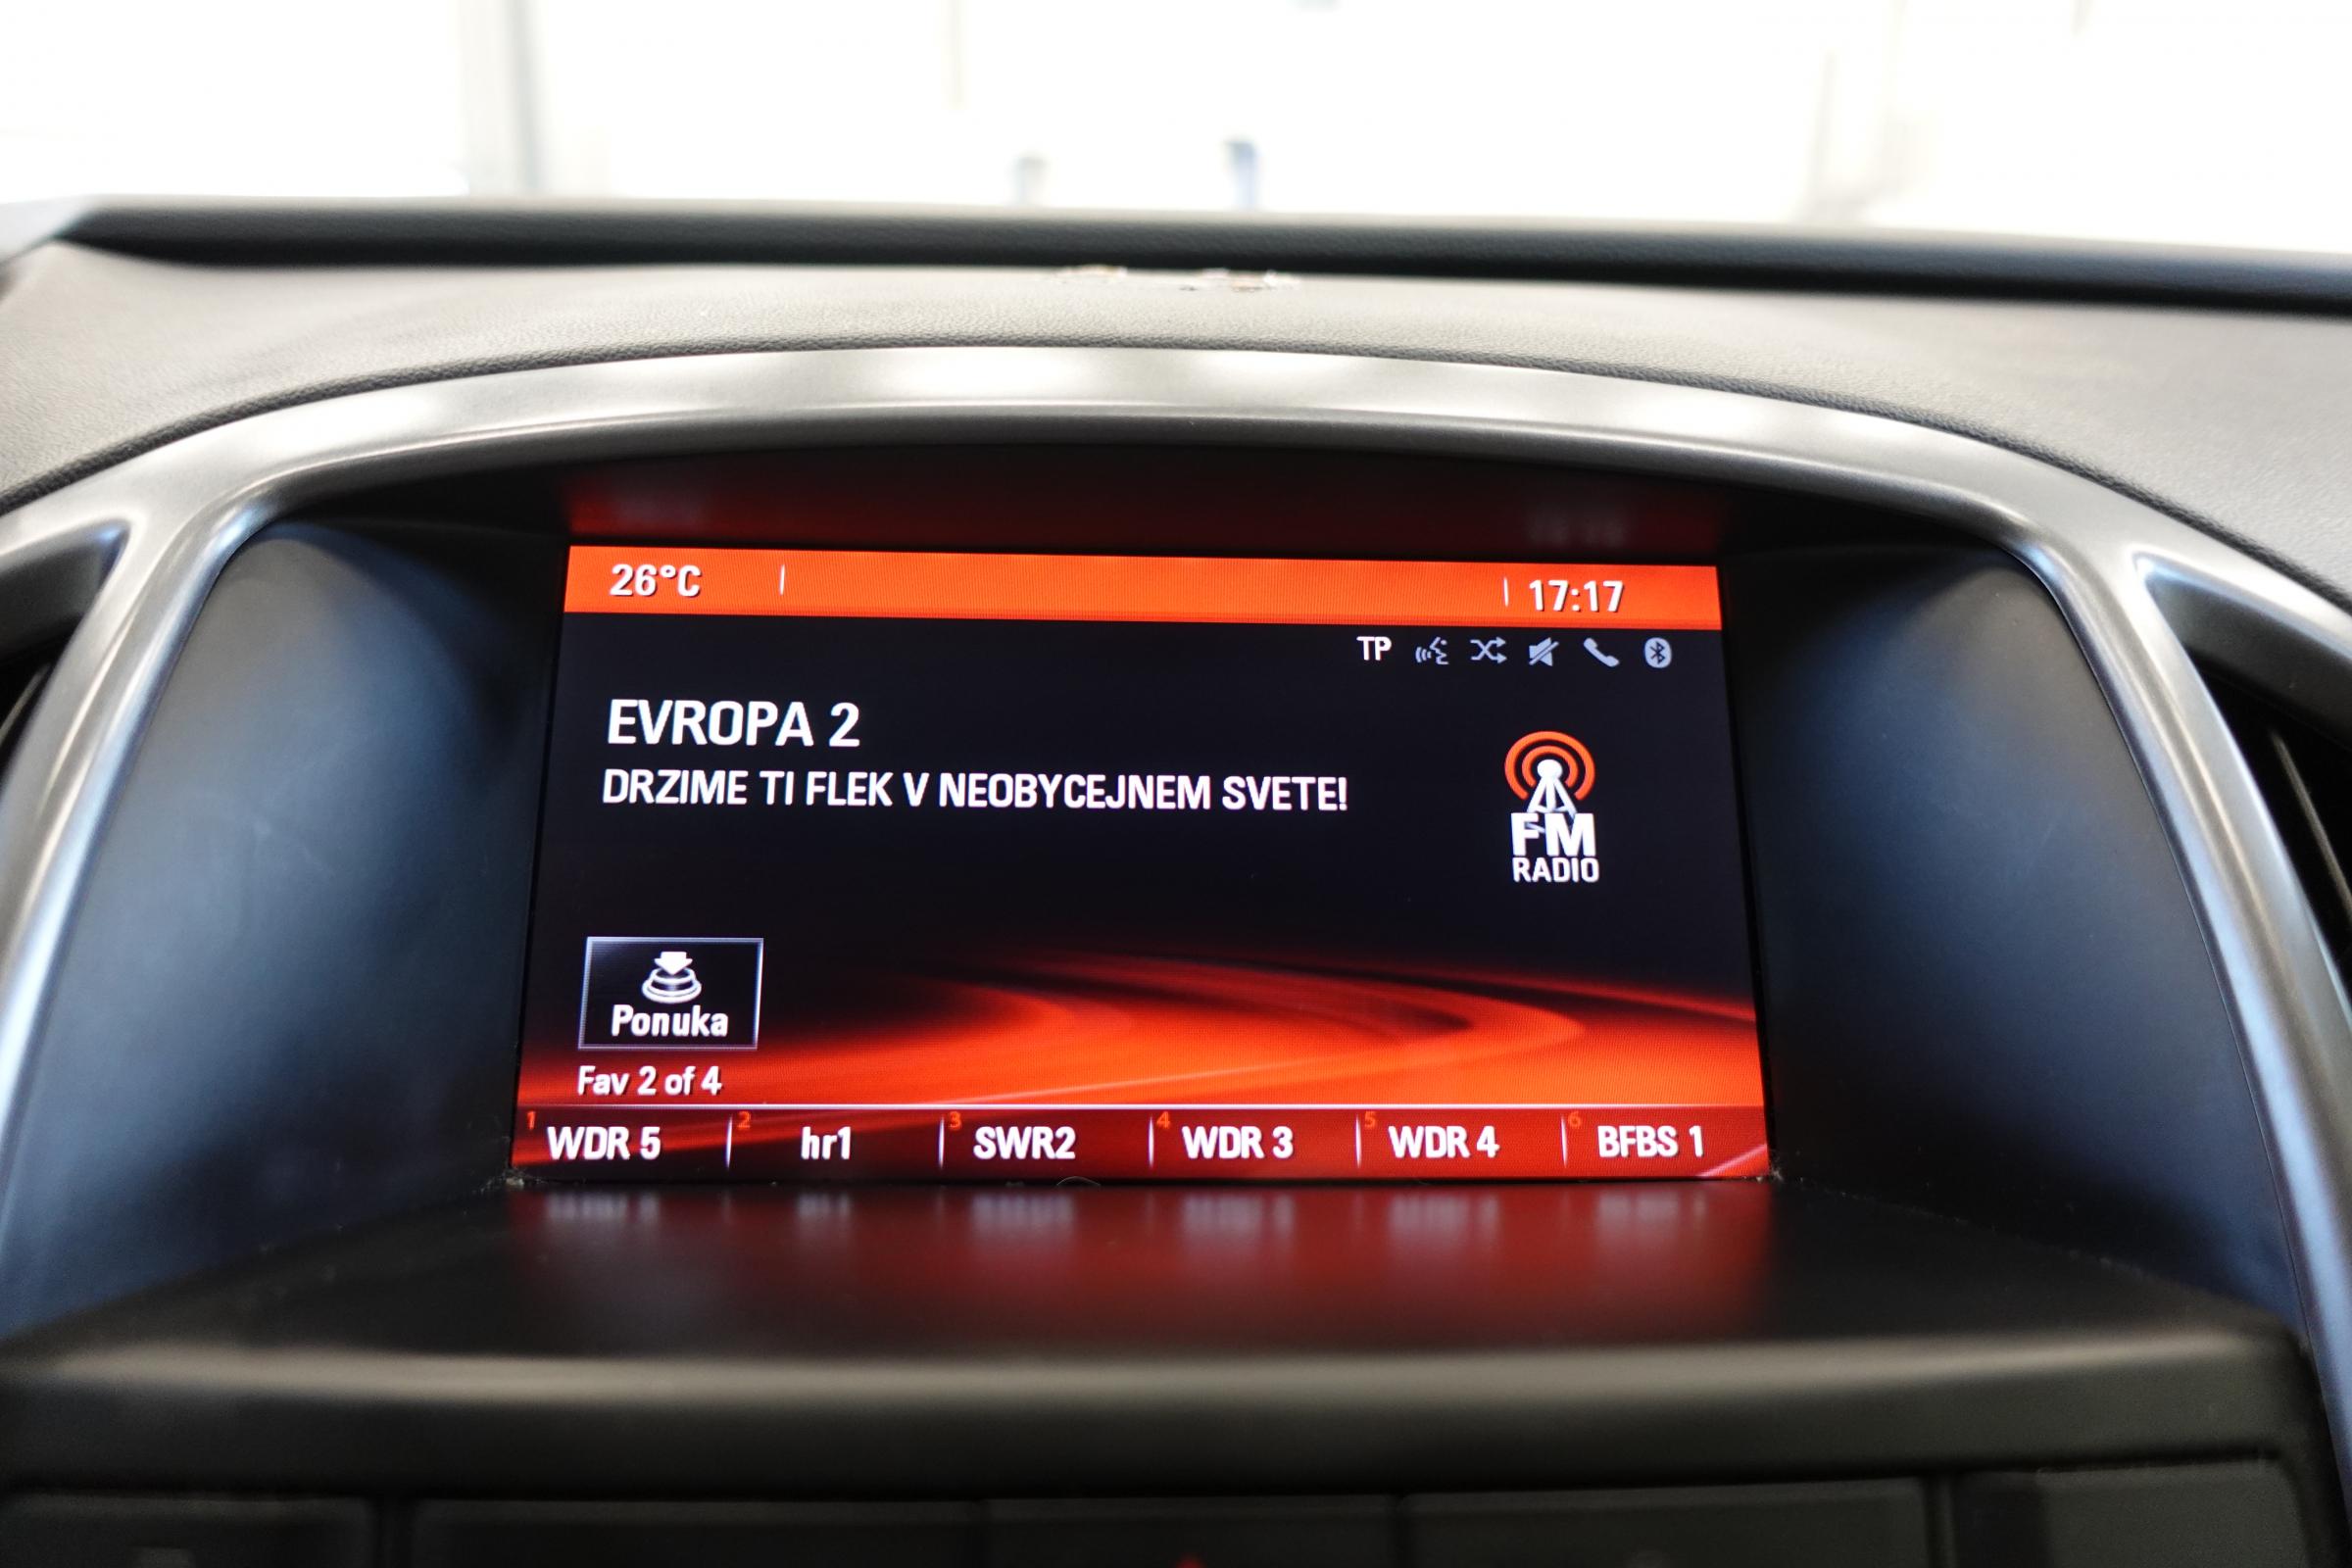 26°C 17:17
TP
EVROPA 2
DRZIME TI FLEK V NEOBYCEJNEM SVETE!
FM
RADIO
Ponuka
Fav 2 of 4
1 WDR 5 2 hr1 3 SWR2 4 WDR 3 5 WDR 4 6 BFBS 1